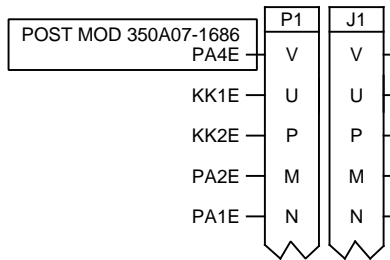 P1 J1
POST MOD 350A07-1686
PA4E V V
KK1E U U
KK2E P P
PA2E M M
PA1E N N